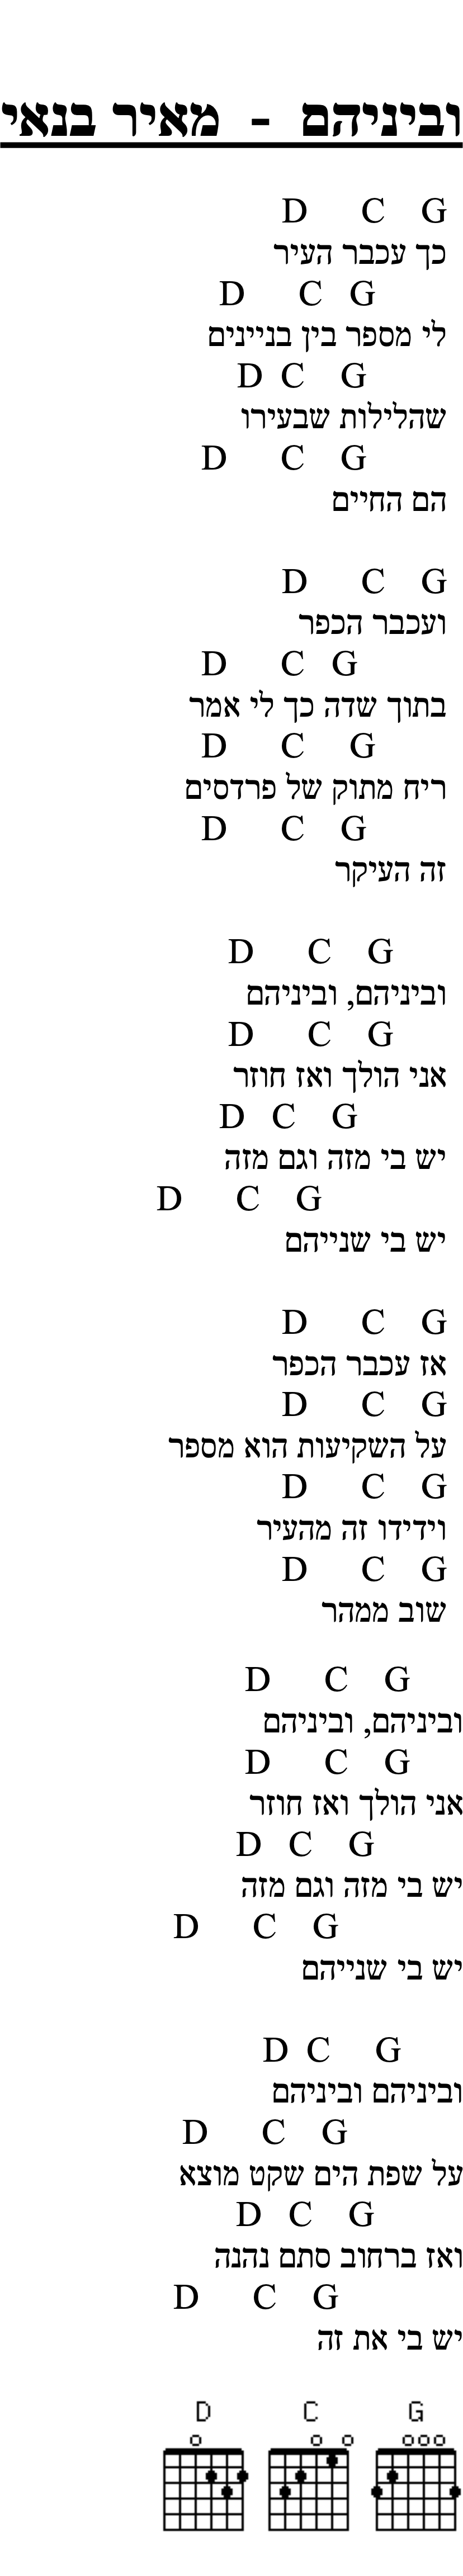 וביניהם - מאיר בנאי
G C D
כך עכבר העיר
G C D
לי מספר בין בניינים
G C D
שהלילות שבעירו
G C D
הם החיים
G C D
ועכבר הכפר
G C D
בתוך שדה כך לי אמר
G C D
ריח מתוק של פרדסים
G C D
זה העיקר
G C D
וביניהם, וביניהם
G C D
אני הולך ואז חוזר
G C D
יש בי מזה וגם מזה
G C D
יש בי שנייהם
G C D
אז עכבר הכפר
G C D
על השקיעות הוא מספר
G C D
וידידו זה מהעיר
G C D
שוב ממהר
G C D
וביניהם, וביניהם
G C D
אני הולך ואז חוזר
G C D
יש בי מזה וגם מזה
G C D
יש בי שנייהם
G C D
וביניהם וביניהם
G C D
על שפת הים שקט מוצא
G C D
ואז ברחוב סתם נהנה
G C D
יש בי את זה
D C G